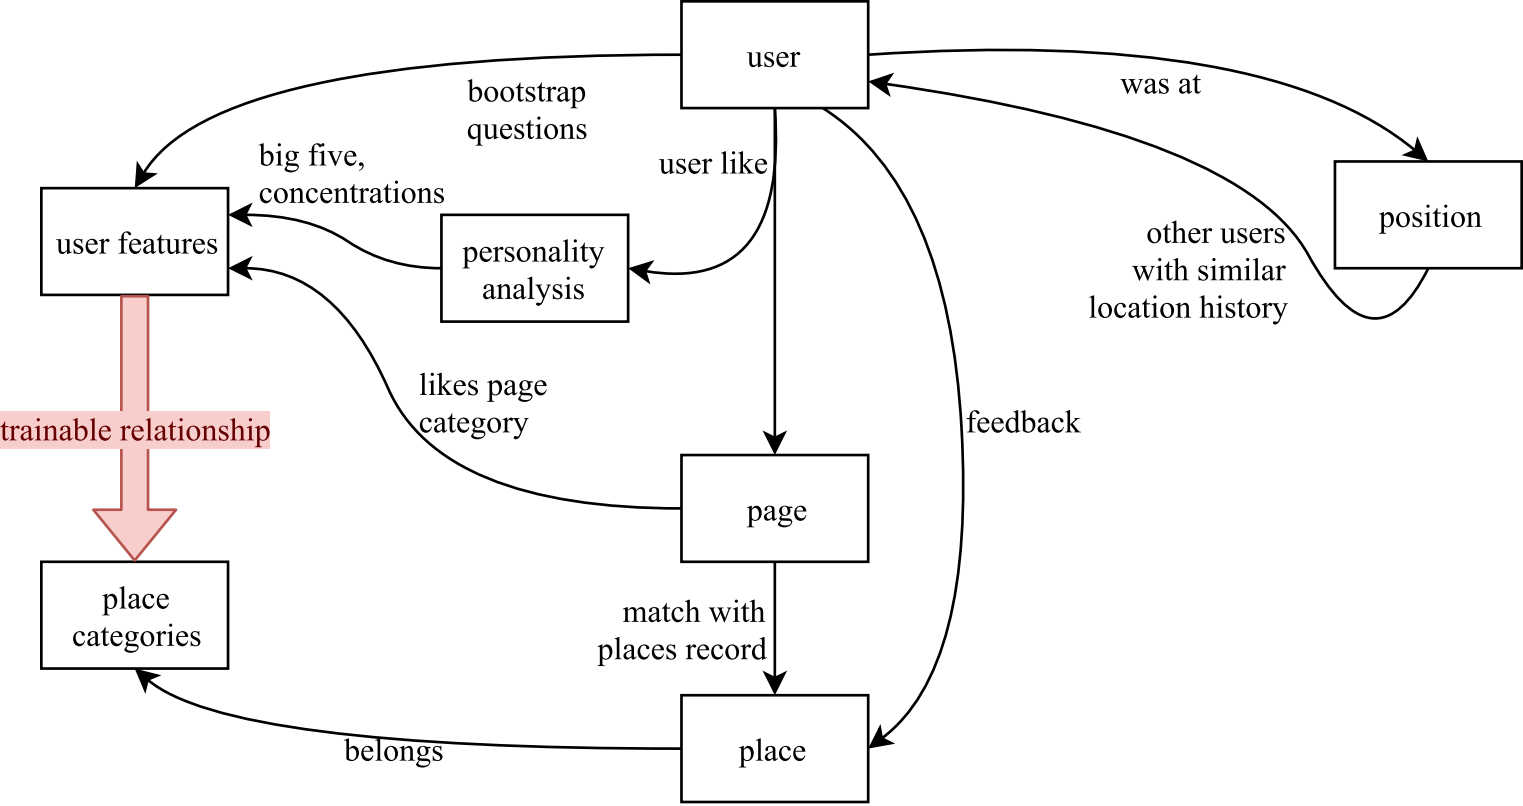 user
was at
bootstrap
questions
big five,
concentrations
user like
user features
personality
analysis
position
other users
with similar
location history
likes page
category
trainable relationship
feedback
page
place
categories
match with
places record
belongs
place